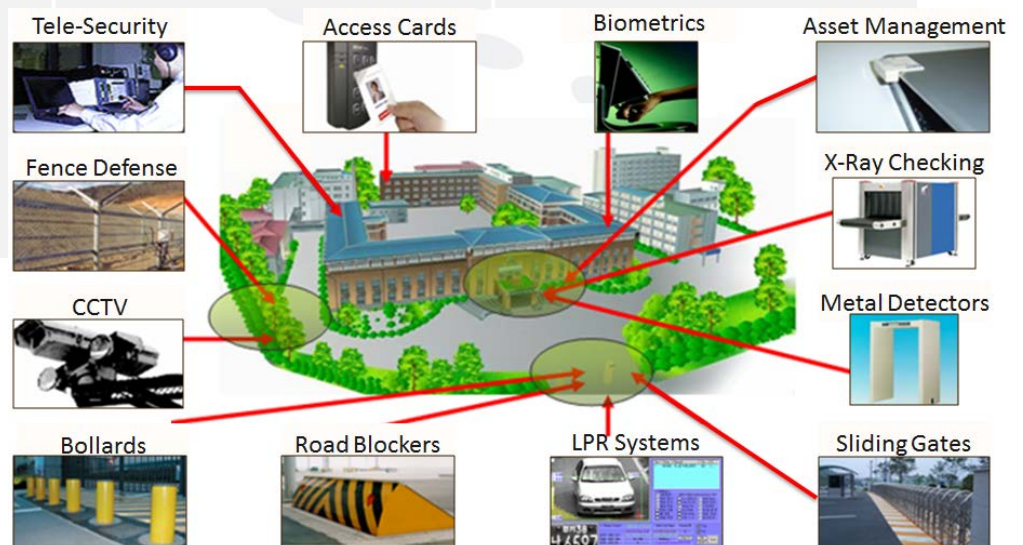 Tele-Security
Access Cards
Biometrics
Asset Management
Fence Defense
X-Ray Checking
CCTV
Metal Detectors
Bollards
Road Blockers
LPR Systems
Sliding Gates